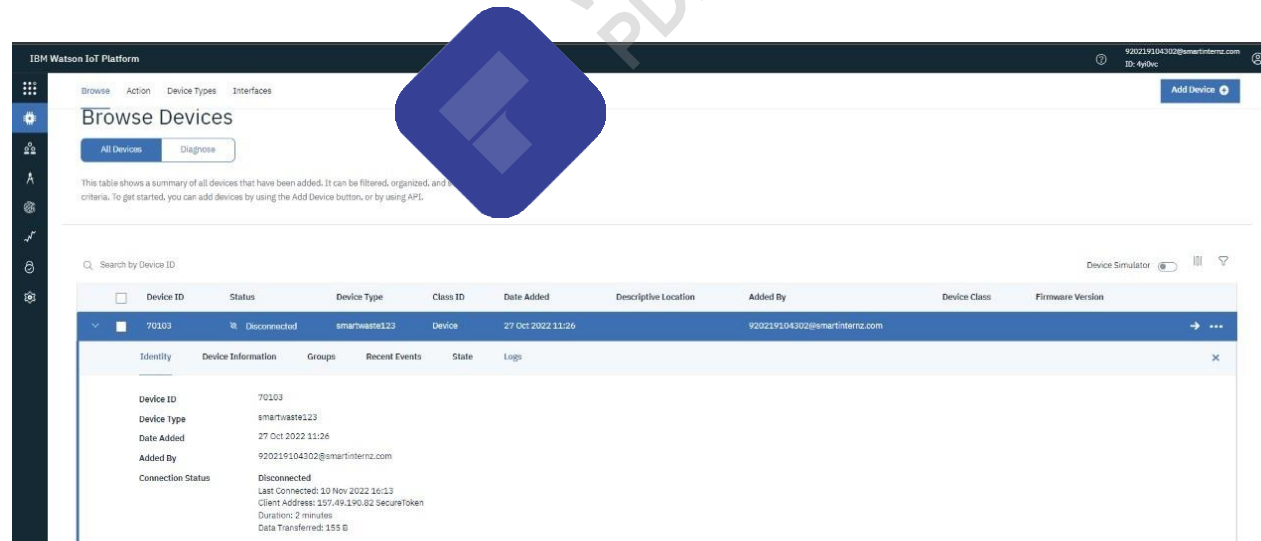 PD
IBM Watson IoT Platform
920219104302@smartinternz.com
ID: 4yi0vc
Browse Action Device Types Interfaces
Add Device
Browse Devices
All Devices Diagnose
This table shows a summary of all devices that have been added. It can be filtered, organized, and
criteria. To get started, you can add devices by using the Add Device button, or by using API.
Search by Device ID
Device Simulator
Device ID Status Device Type Class ID Date Added Descriptive Location Added By Device Class Firmware Version
70103 Disconnected smartwaste123 Device 27 Oct 2022 11:26 920219104302@smartinternz.com
Identity Device Information Groups Recent Events State Logs
Device ID 70103
Device Type smartwaste123
Date Added 27 Oct 2022 11:26
Added By 920219104302@smartinternz.com
Connection Status Disconnected
Last Connected: 10 Nov 2022 16:13
Client Address: 157.49.190.82 SecureToken
Duration: 2 minutes
Data Transferred: 155 B